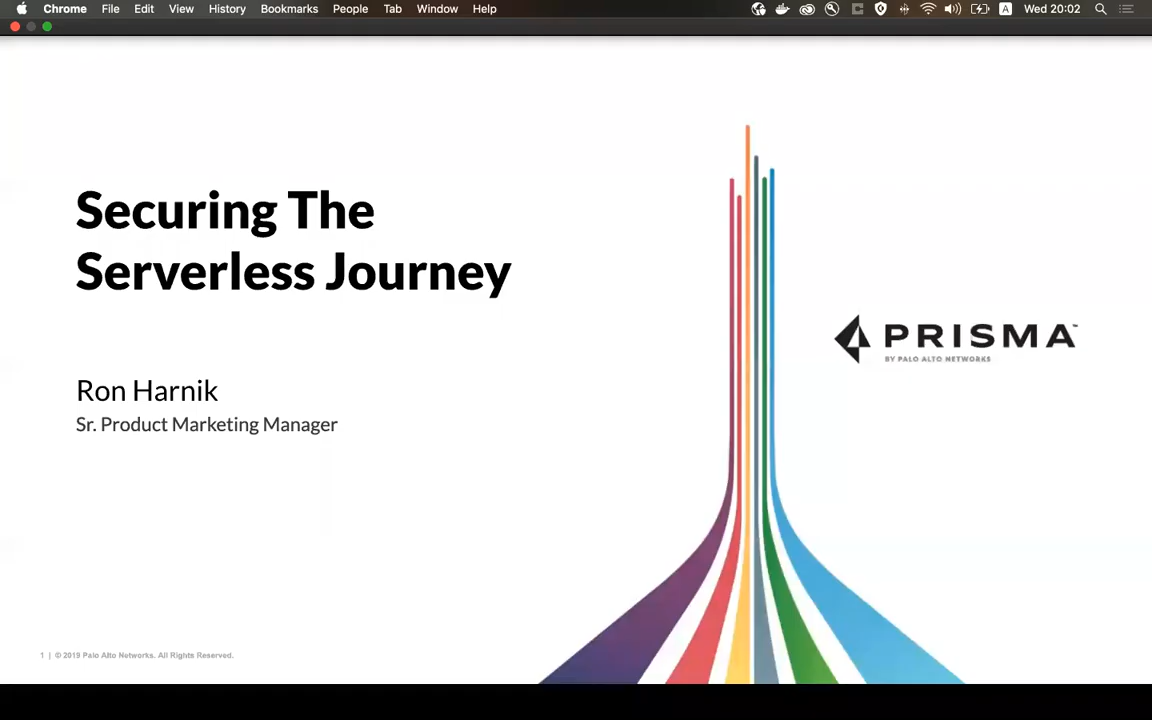 Chrome File Edit View History Bookmarks People Tab Window Help A Wed 20:02
Securing The
Serverless Journey
PRISMA™
BY PALO ALTO NETWORKS
Ron Harnik
Sr. Product Marketing Manager
1 | © 2019 Palo Alto Networks. All Rights Reserved.